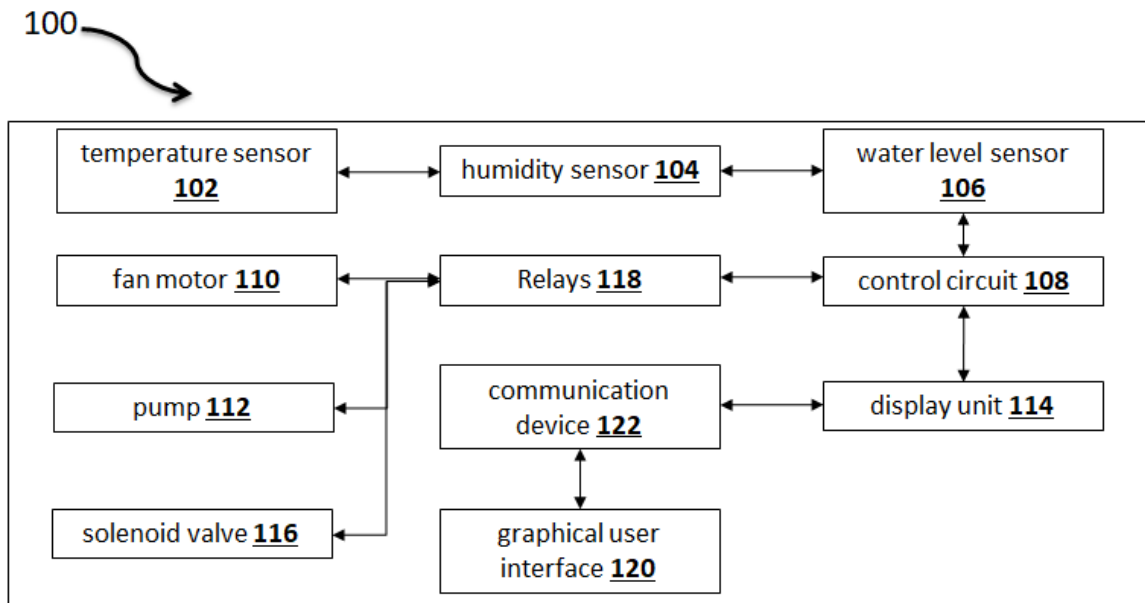 100
temperature sensor
102
humidity sensor 104
water level sensor
106
fan motor 110
Relays 118
control circuit 108
communication
device 122
pump 112
display unit 114
solenoid valve 116
graphical user
interface 120